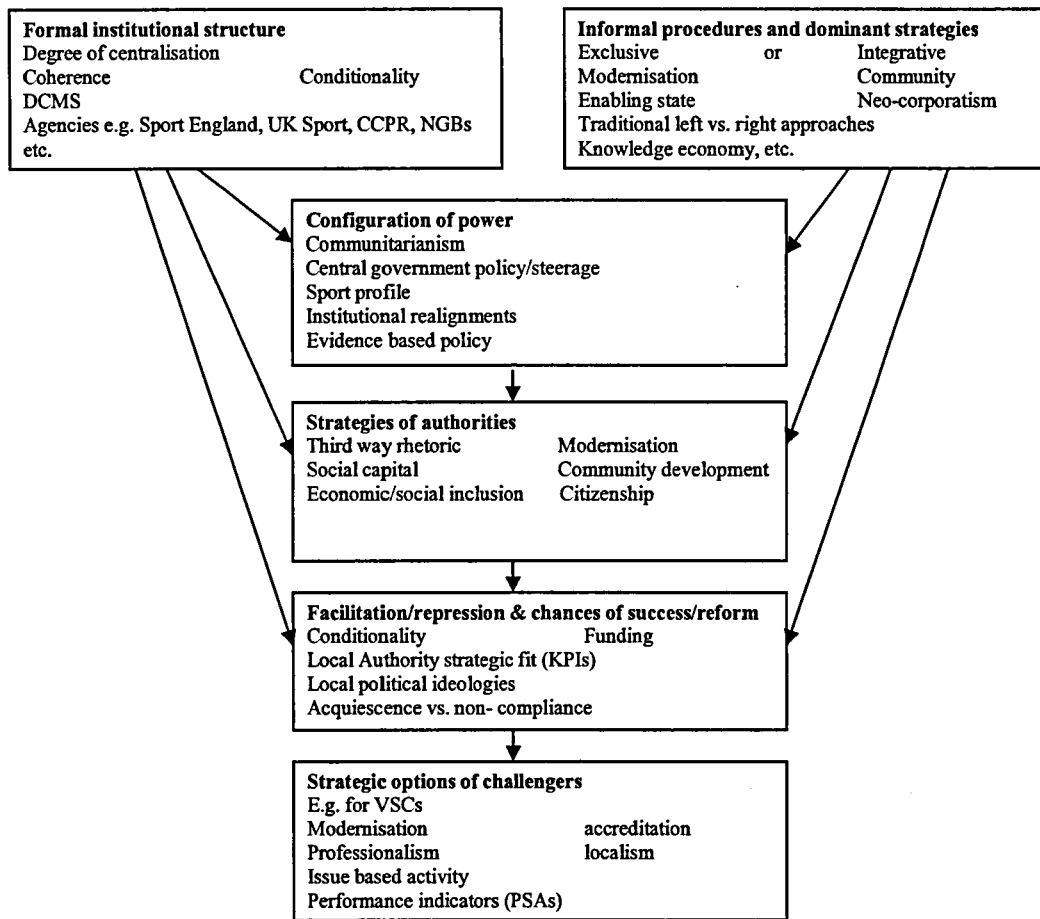 Formal institutional structure
Degree of centralisation
Coherence Conditionality
DCMS
Agencies e.g. Sport England, UK Sport, CCPR, NGBs
etc.
Informal procedures and dominant strategies
Exclusive or Integrative
Modernisation Community
Enabling state Neo-corporatism
Traditional left vs. right approaches
Knowledge economy, etc.
Configuration of power
Communitarianism
Central government policy/steerage
Sport profile
Institutional realignments
Evidence based policy
Strategies of authorities
Third way rhetoric Modernisation
Social capital Community development
Economic/social inclusion Citizenship
Facilitation/repression & chances of success/reform
Conditionality Funding
Local Authority strategic fit (KPIs)
Local political ideologies
Acquiescence vs. non- compliance
Strategic options of challengers
E.g. for VSCs
Modernisation accreditation
Professionalism localism
Issue based activity
Performance indicators (PSAs)